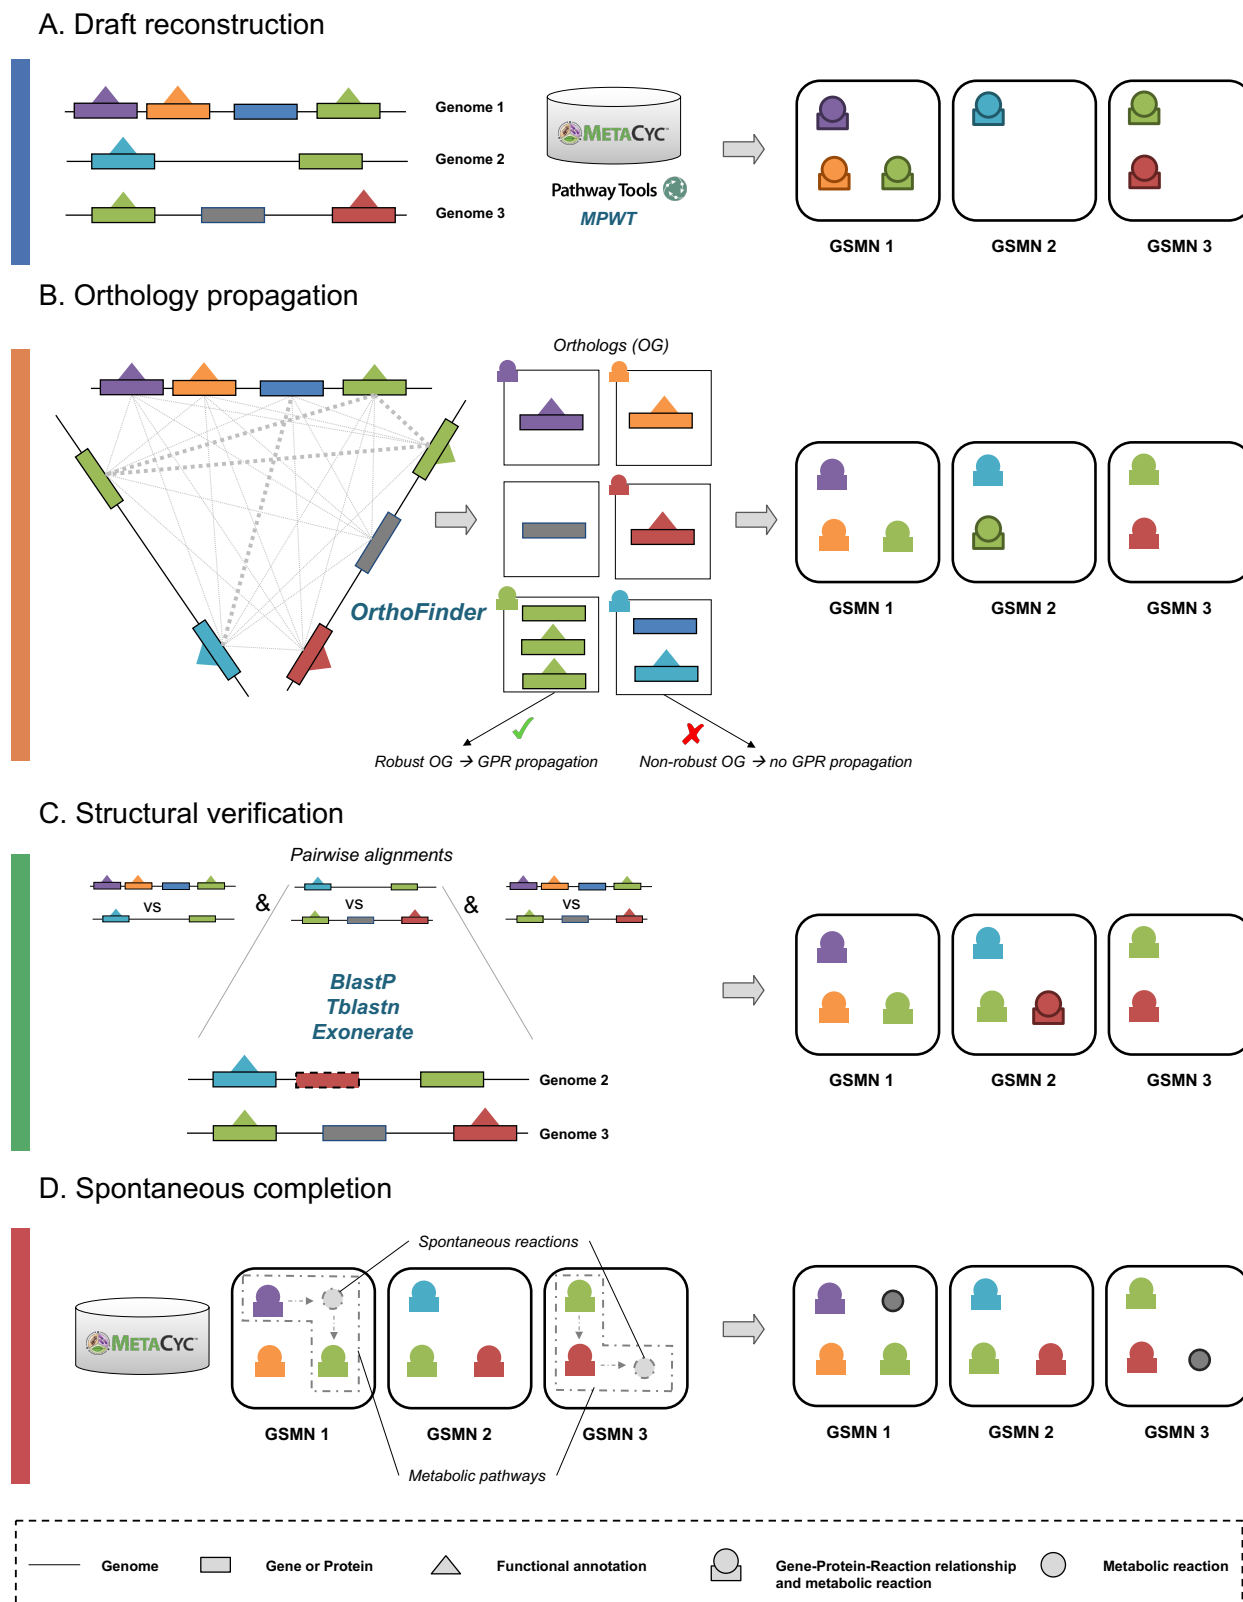 A. Draft reconstruction
Genome 1
Genome 2
Genome 3
METACYC™
Pathway Tools
MPWT
GSMN 1
GSMN 2
GSMN 3
B. Orthology propagation
Orthologs (OG)
OrthoFinder
✓
✘
Robust OG → GPR propagation
Non-robust OG → no GPR propagation
GSMN 1
GSMN 2
GSMN 3
C. Structural verification
Pairwise alignments
vs
&
vs
&
vs
BlastP
Tblastn
Exonerate
Genome 2
Genome 3
GSMN 1
GSMN 2
GSMN 3
D. Spontaneous completion
Spontaneous reactions
METACYC™
GSMN 1
GSMN 2
GSMN 3
Metabolic pathways
GSMN 1
GSMN 2
GSMN 3
Genome
Gene or Protein
Functional annotation
Gene-Protein-Reaction relationship
and metabolic reaction
Metabolic reaction